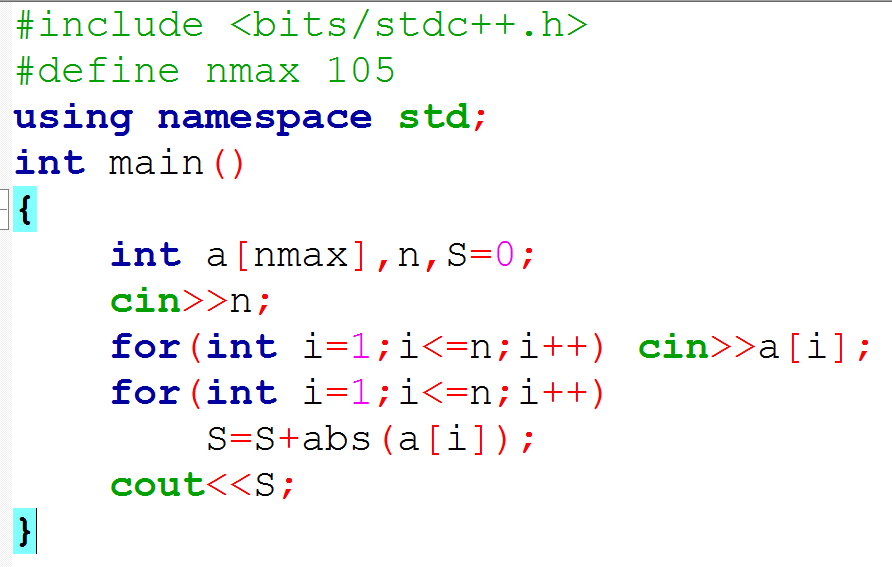 #include <bits/stdc++.h>
#define nmax 105
using namespace std;
int main()
{
int a[nmax],n,S=0;
cin>>n;
for(int i=1;i<=n;i++) cin>>a[i];
for(int i=1;i<=n;i++)
S=S+abs(a[i]);
cout<<S;
}